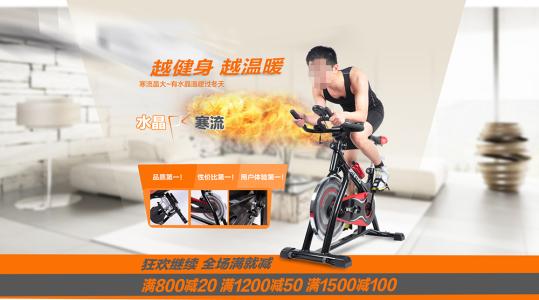 越健身 越温暖
寒流晶大~有水晶温暖过冬天
水晶 寒流
品质第一! 性价比第一! 用户体验第一!
狂欢继续 全场满就减
满800减20 满1200减50 满1500减100